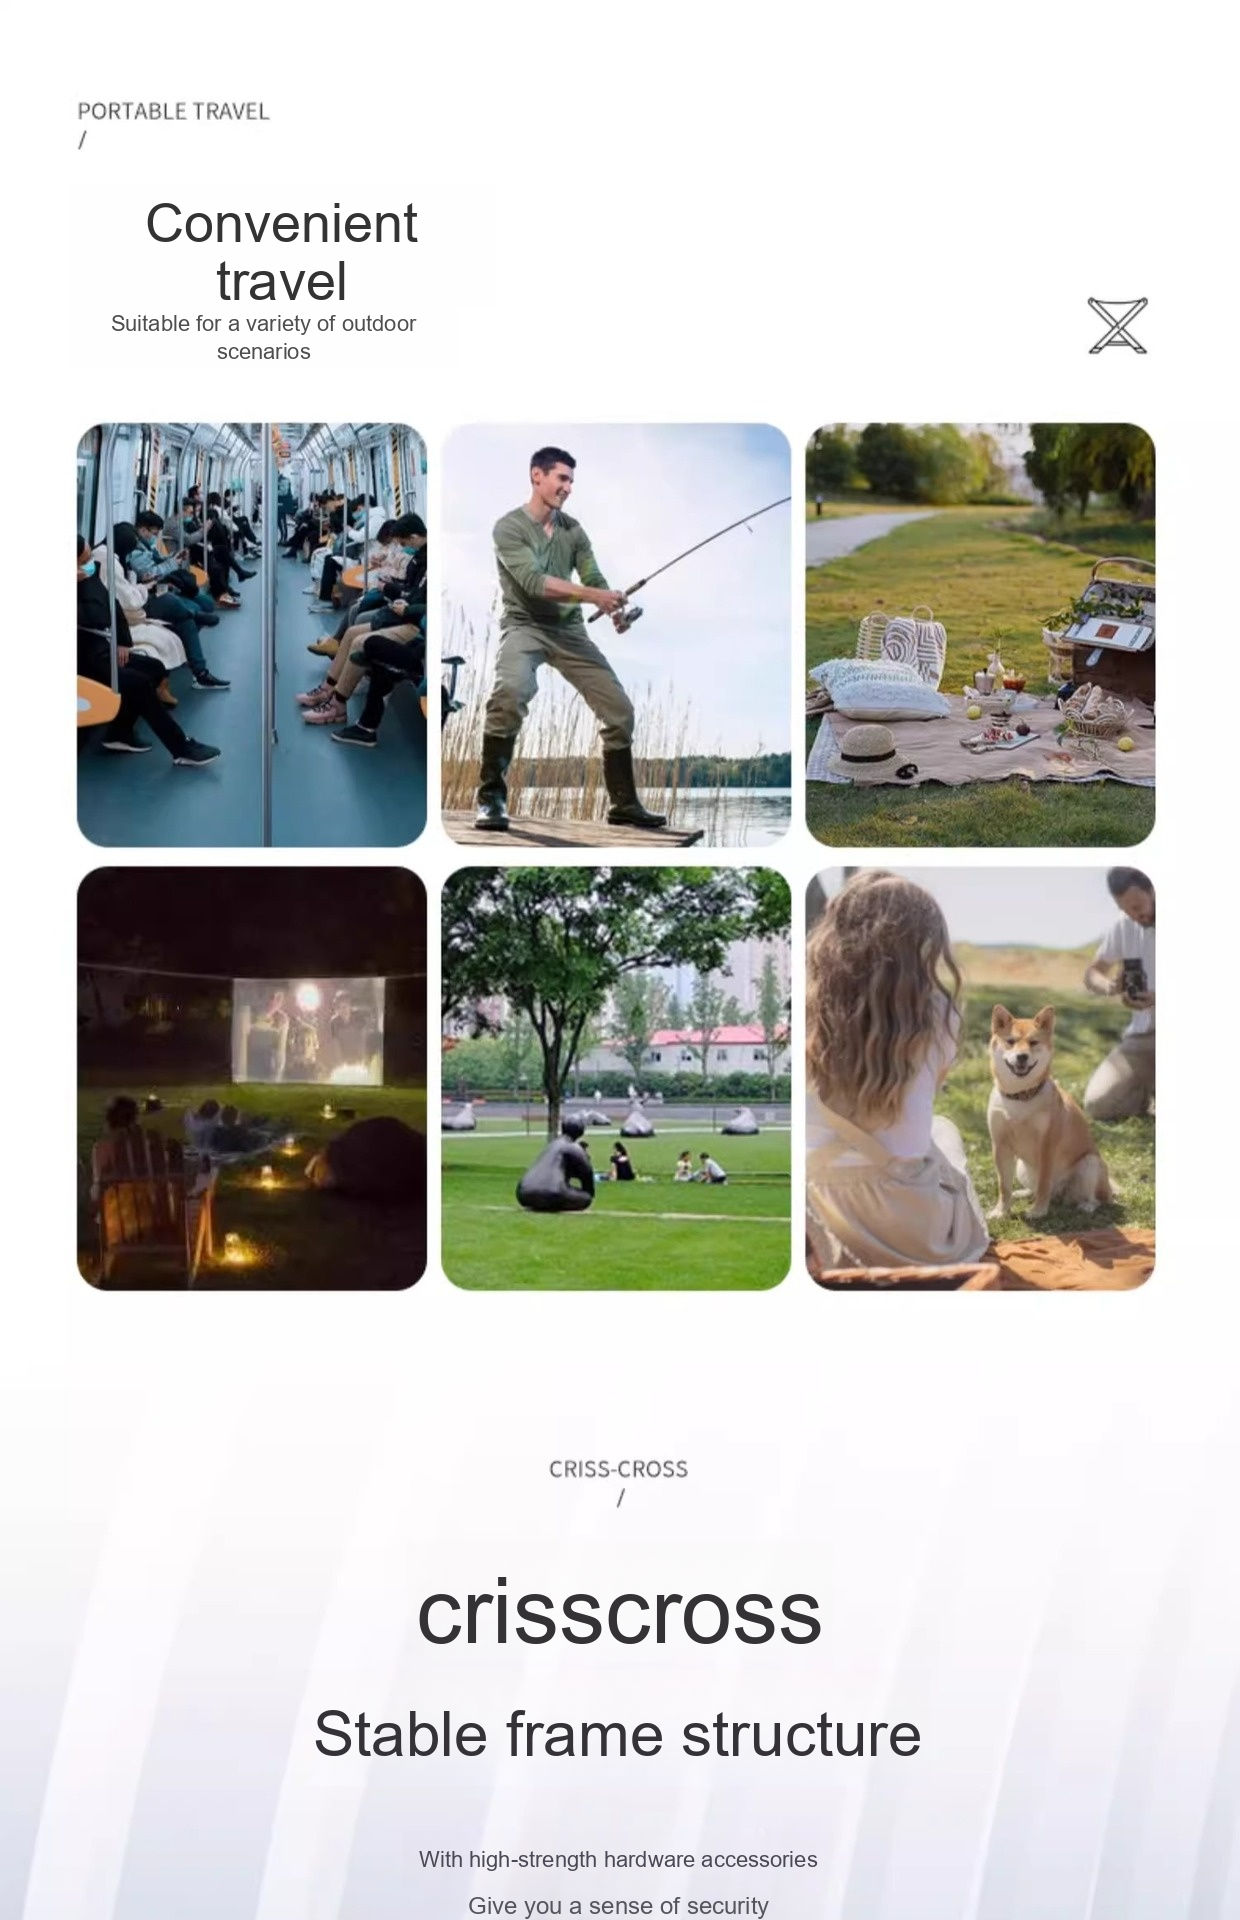 PORTABLE TRAVEL
/
Convenient
travel
Suitable for a variety of outdoor
scenarios
CRISS-CROSS
/
crisscross
Stable frame structure
With high-strength hardware accessories
Give you a sense of security